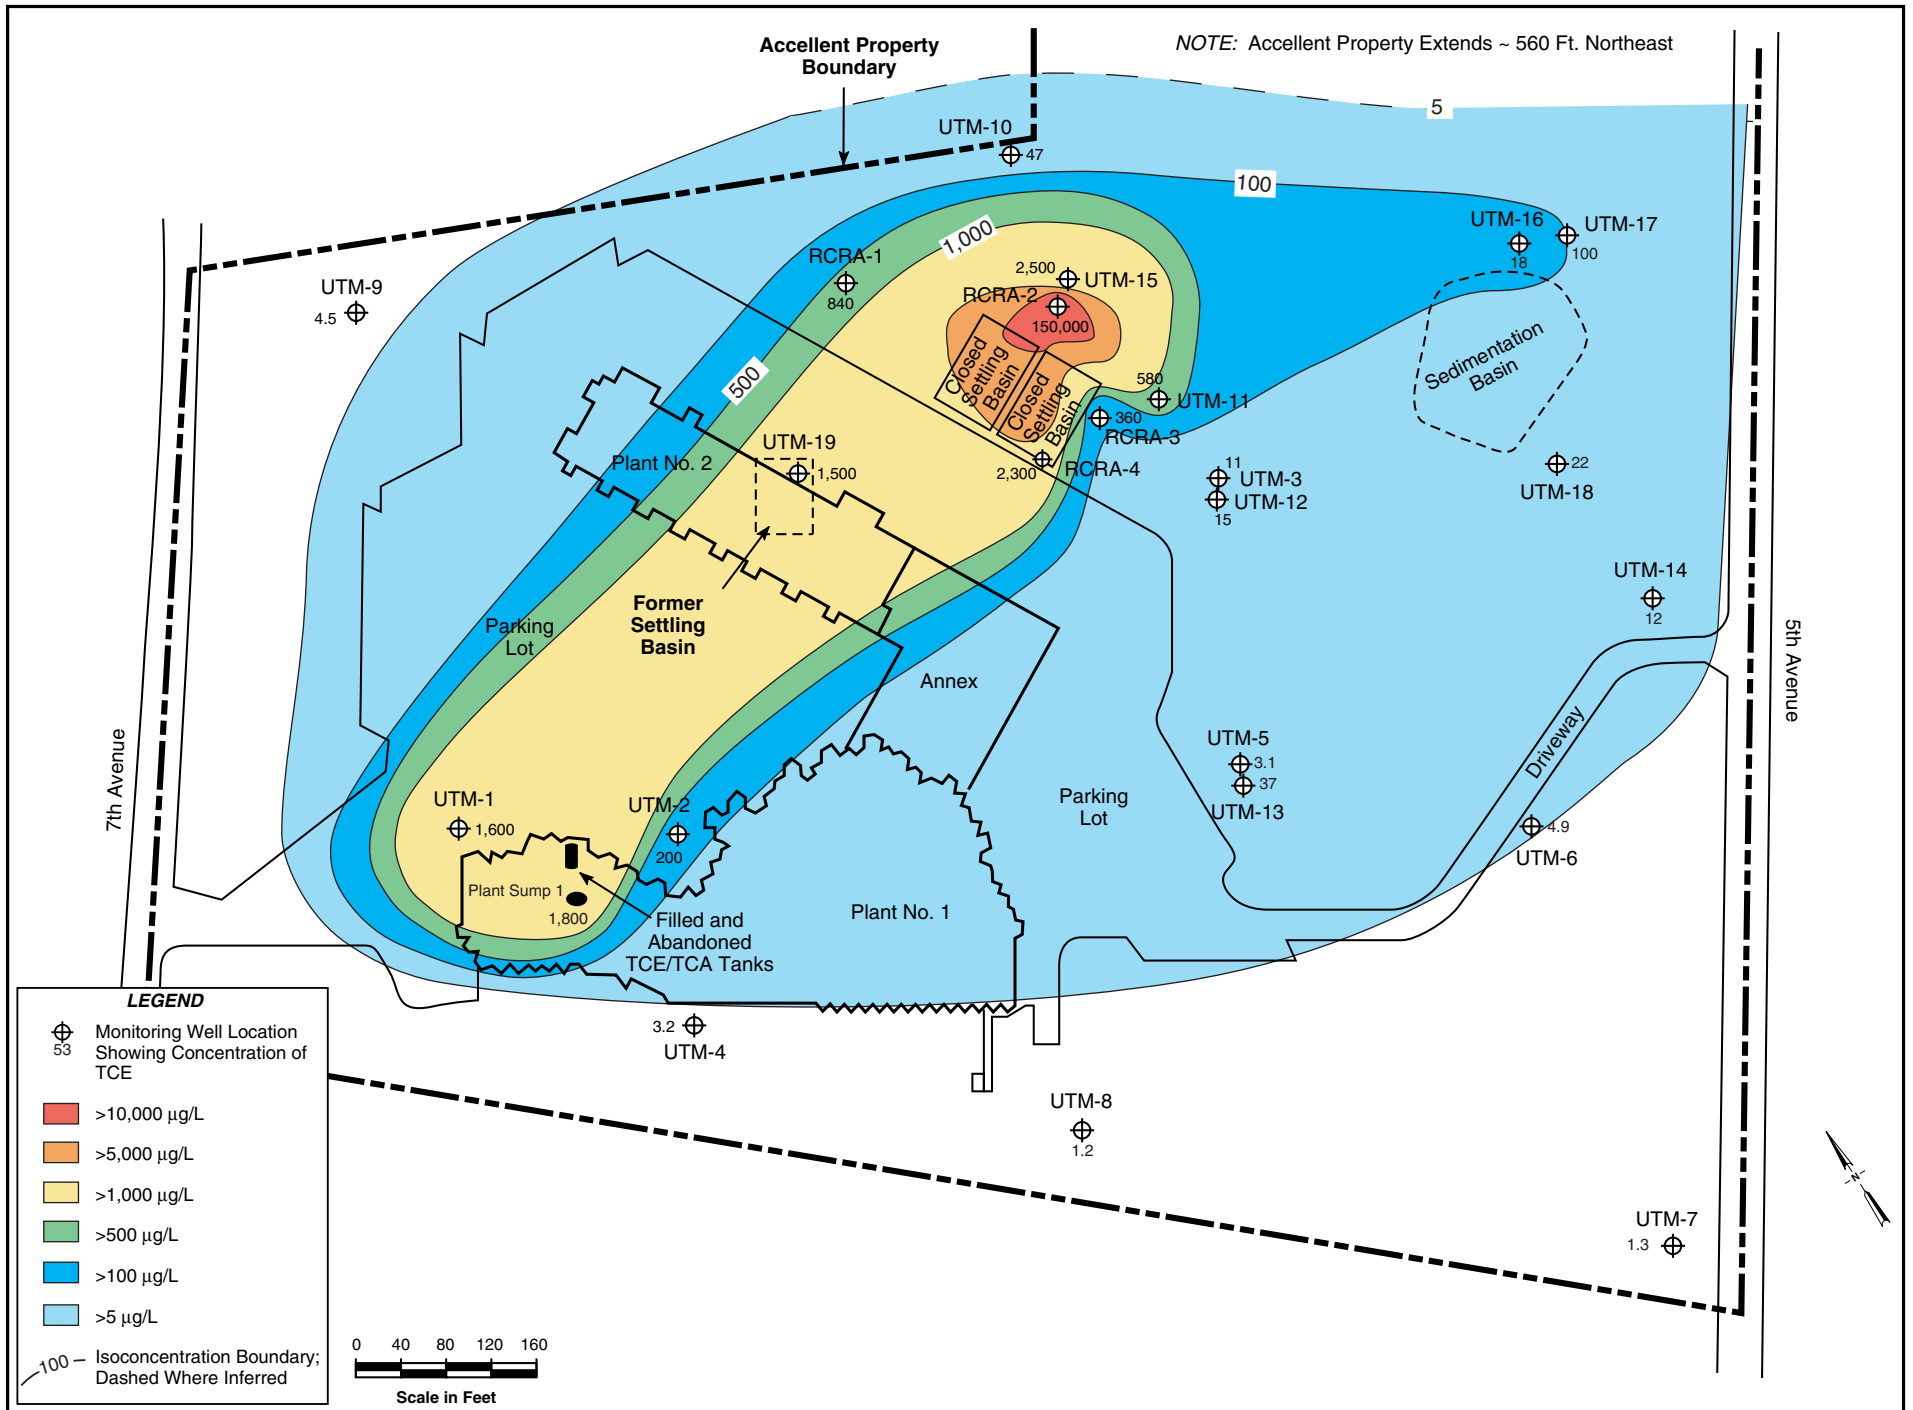 Accellent Property
Boundary
NOTE: Accellent Property Extends ~ 560 Ft. Northeast
5
UTM-10
47
100
UTM-16
18
UTM-17
100
1,000
RCRA-1
840
2,500
UTM-15
RCRA-2
150,000
UTM-9
4.5
Closed
Settling
Basin
Closed
Settling
Basin
Sedimentation
Basin
500
580
UTM-11
360
RCRA-3
2,300
RCRA-4
UTM-19
1,500
Plant No. 2
11
UTM-3
UTM-12
15
22
UTM-18
UTM-14
12
Former
Settling
Basin
Parking
Lot
Annex
5th Avenue
7th Avenue
Driveway
UTM-5
3.1
37
UTM-13
Parking
Lot
UTM-1
1,600
UTM-2
200
4.9
UTM-6
Plant Sump 1
1,800
Plant No. 1
Filled and
Abandoned
TCE/TCA Tanks
3.2
UTM-4
UTM-8
1.2
UTM-7
1.3
N
LEGEND
53
Monitoring Well Location
Showing Concentration of
TCE
>10,000 µg/L
>5,000 µg/L
>1,000 µg/L
>500 µg/L
>100 µg/L
>5 µg/L
100
Isoconcentration Boundary;
Dashed Where Inferred
0 40 80 120 160
Scale in Feet